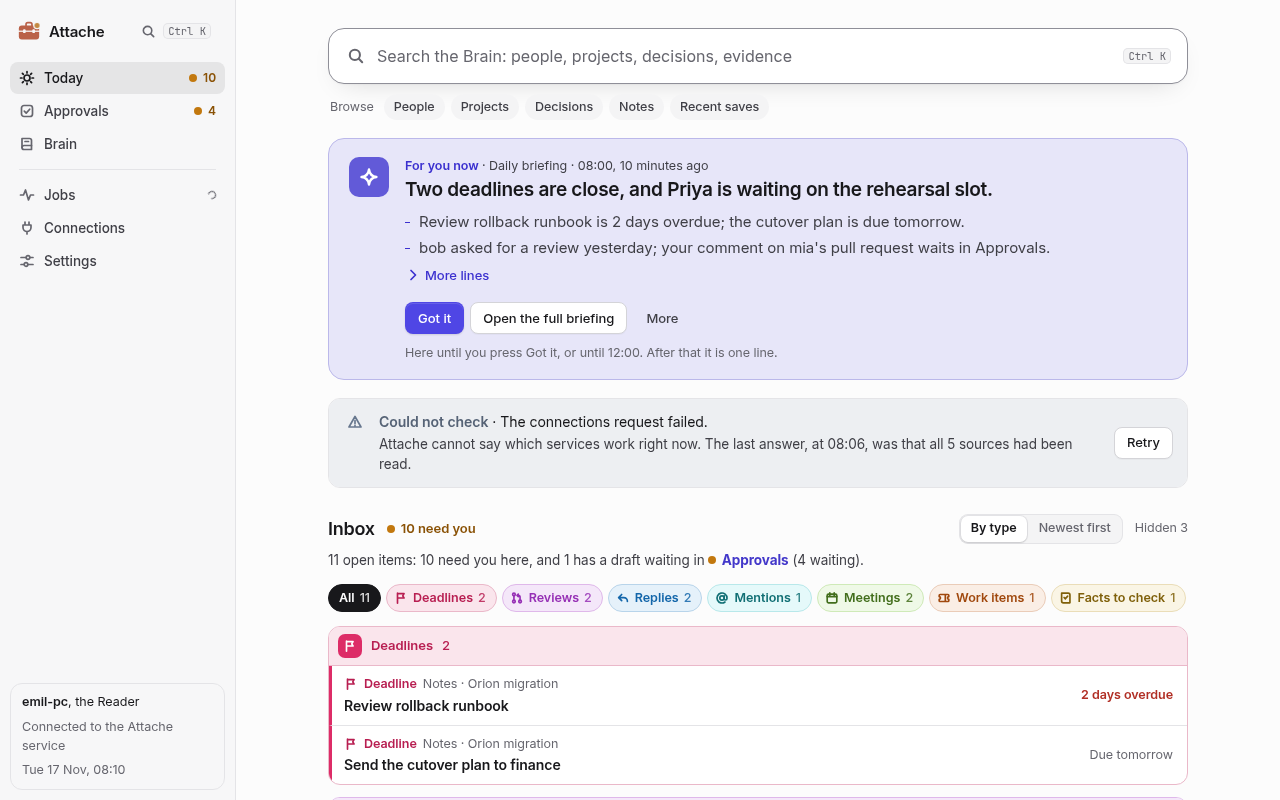 Attache
Ctrl K
Today 10
Approvals 4
Brain
Jobs
Connections
Settings
emil-pc, the Reader
Connected to the Attache
service
Tue 17 Nov, 08:10
Search the Brain: people, projects, decisions, evidence
Ctrl K
Browse People Projects Decisions Notes Recent saves
For you now · Daily briefing · 08:00, 10 minutes ago
Two deadlines are close, and Priya is waiting on the rehearsal slot.
- Review rollback runbook is 2 days overdue; the cutover plan is due tomorrow.
- bob asked for a review yesterday; your comment on mia's pull request waits in Approvals.
More lines
Got it Open the full briefing More
Here until you press Got it, or until 12:00. After that it is one line.
Could not check · The connections request failed.
Attache cannot say which services work right now. The last answer, at 08:06, was that all 5 sources had been
read.
Retry
Inbox 10 need you
By type Newest first Hidden 3
11 open items: 10 need you here, and 1 has a draft waiting in Approvals (4 waiting).
All 11 Deadlines 2 Reviews 2 Replies 2 Mentions 1 Meetings 2 Work items 1 Facts to check 1
Deadlines 2
Deadline Notes · Orion migration
Review rollback runbook
2 days overdue
Deadline Notes · Orion migration
Send the cutover plan to finance
Due tomorrow